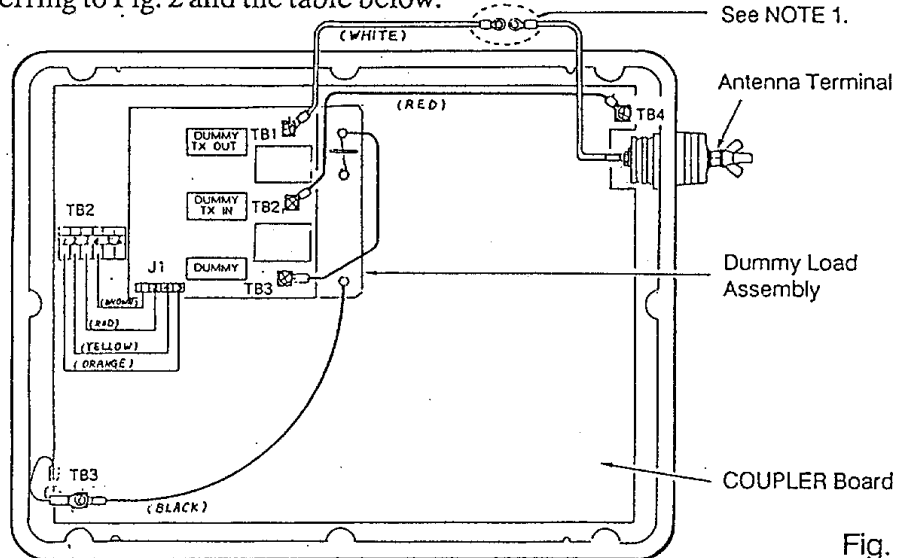 erring to Fig. 2 and the table below.
See NOTE 1.
(WHITE)
Antenna Terminal
(RED)
TB4
DUMMY
TX OUT
TB1
DUMMY
TX IN
TB2
TB2
J1
DUMMY
TB3
Dummy Load
Assembly
(BROWN)
(RED)
(YELLOW)
(ORANGE)
TB3
(BLACK)
COUPLER Board
Fig.